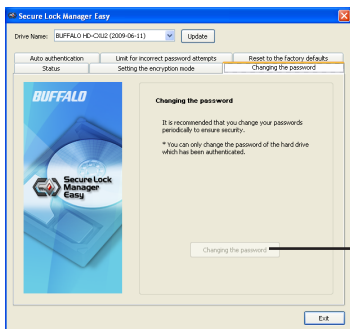 Secure Lock Manager Easy
Drive Name: BUFFALO HD-CXU2 (2009-06-11) Update
Auto authentication Limit for incorrect password attempts Reset to the factory defaults
Status Setting the encryption mode Changing the password
BUFFALO
Changing the password
It is recommended that you change your passwords
periodically to ensure security.
* You can only change the password of the hard drive
which has been authenticated.
Secure Lock
Manager
Easy
Changing the password
Exit